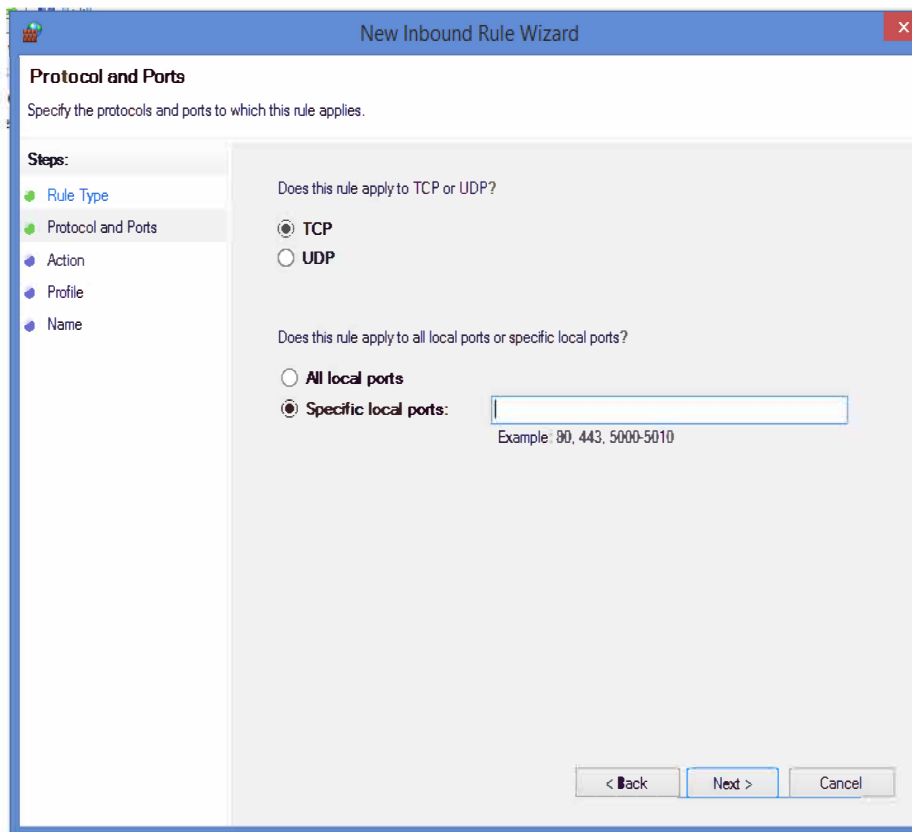 New Inbound Rule Wizard
Protocol and Ports
Specify the protocols and ports to which this rule applies.
Steps:
Rule Type
Protocol and Ports
Action
Profile
Name
Does this rule apply to TCP or UDP?
TCP
UDP
Does this rule apply to all local ports or specific local ports?
All local ports
Specific local ports:
Example: 80, 443, 5000-5010
< Back
Next >
Cancel